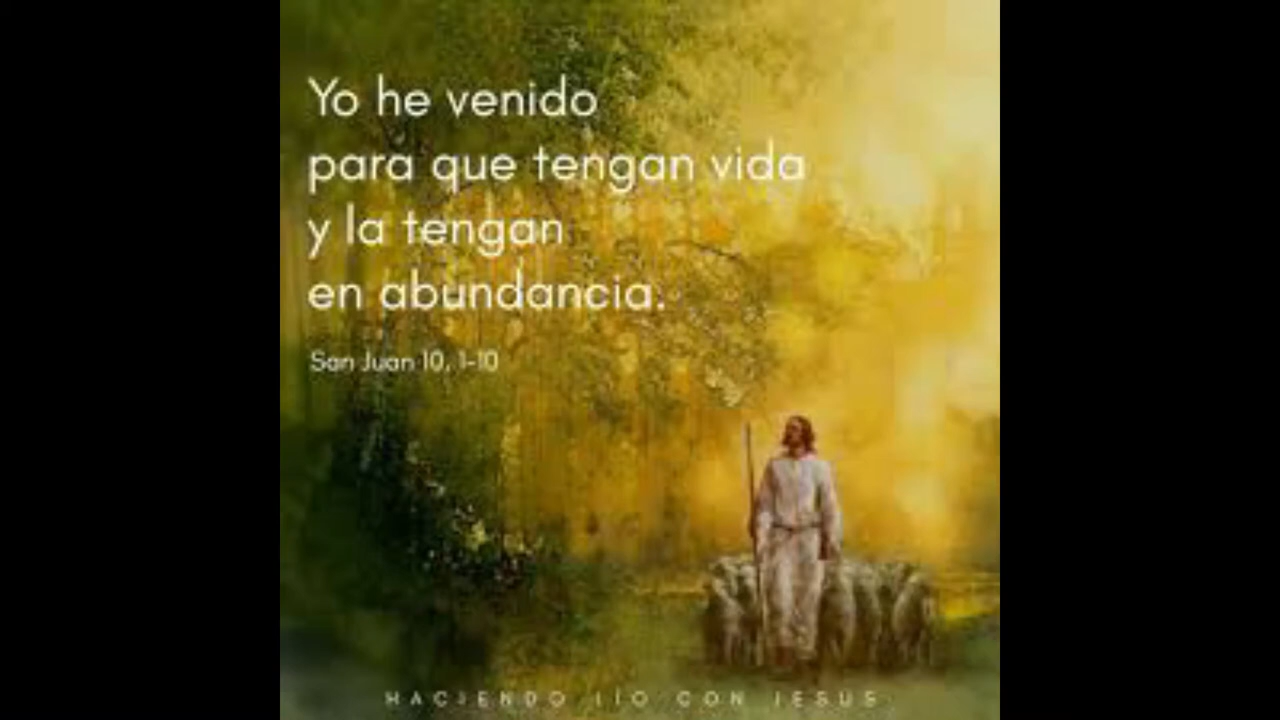 Yo he venido
para que tengan vida
y la tengan
en abundancia.
San Juan 10, 1-10
HACIENDO LÍO CON JESUS